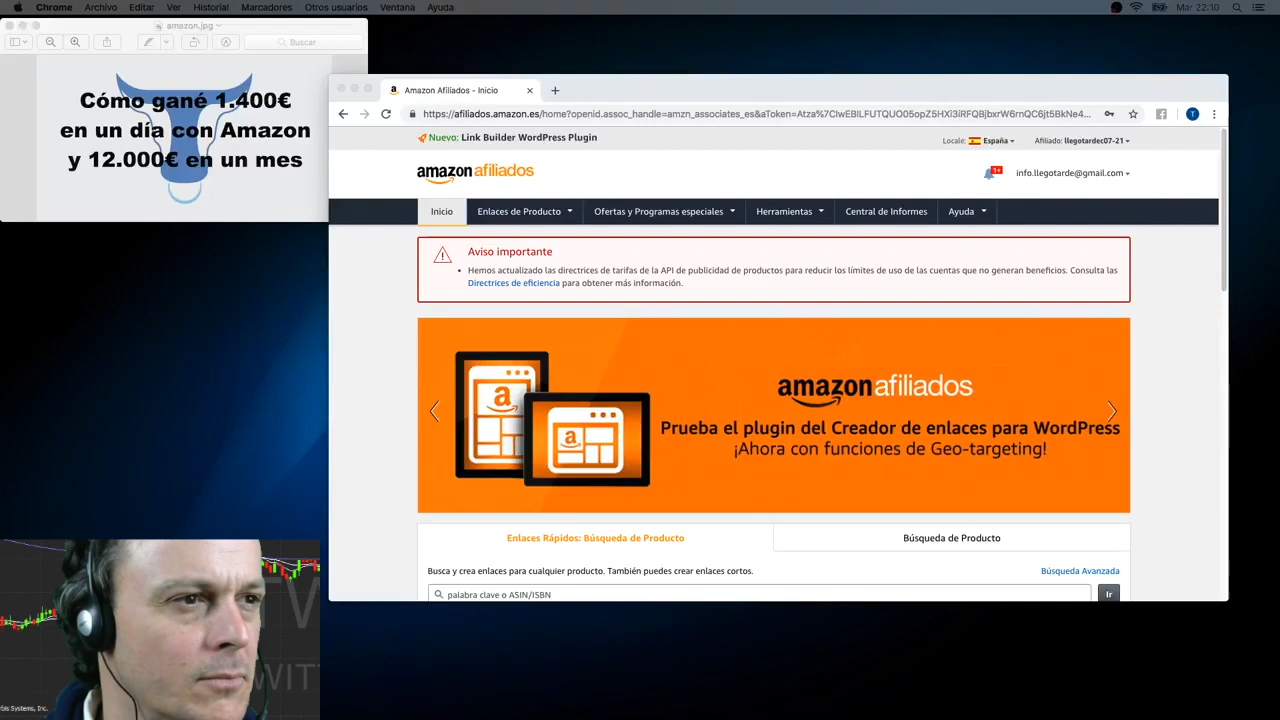 Chrome Archivo Editar Ver Historial Marcadores Otros usuarios Ventana Ayuda
Mar 22:10
amazon.jpg
Buscar
Cómo gané 1.400€
en un día con Amazon
y 12.000€ en un mes
Amazon Afiliados - Inicio
https://afiliados.amazon.es/home?openid.assoc_handle=amzn_associates_es&aToken=Atza%7CIwEBILFUTQUO05opZ5HXi3iRFQBjbxrW6rnQC6jt5BkNe4...
Nuevo: Link Builder WordPress Plugin
Locale: España
Afiliado: llegotardec07-21
amazon afiliados
1+
info.llegotarde@gmail.com
Inicio Enlaces de Producto Ofertas y Programas especiales Herramientas Central de Informes Ayuda
Aviso importante
Hemos actualizado las directrices de tarifas de la API de publicidad de productos para reducir los límites de uso de las cuentas que no generan beneficios. Consulta las
Directrices de eficiencia para obtener más información.
amazon afiliados
Prueba el plugin del Creador de enlaces para WordPress
¡Ahora con funciones de Geo-targeting!
Enlaces Rápidos: Búsqueda de Producto
Búsqueda de Producto
Busca y crea enlaces para cualquier producto. También puedes crear enlaces cortos.
Búsqueda Avanzada
palabra clave o ASIN/ISBN
Ir
Systems, Inc.